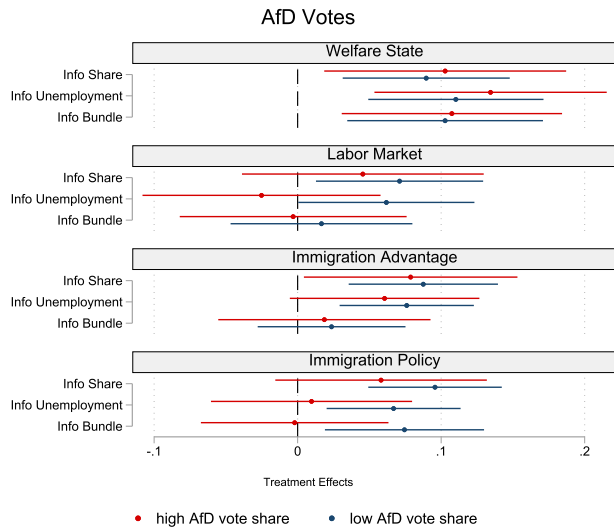 AfD Votes
Welfare State
Info Share
Info Unemployment
Info Bundle
Labor Market
Info Share
Info Unemployment
Info Bundle
Immigration Advantage
Info Share
Info Unemployment
Info Bundle
Immigration Policy
Info Share
Info Unemployment
Info Bundle
-.1 0 .1 .2
Treatment Effects
high AfD vote share low AfD vote share